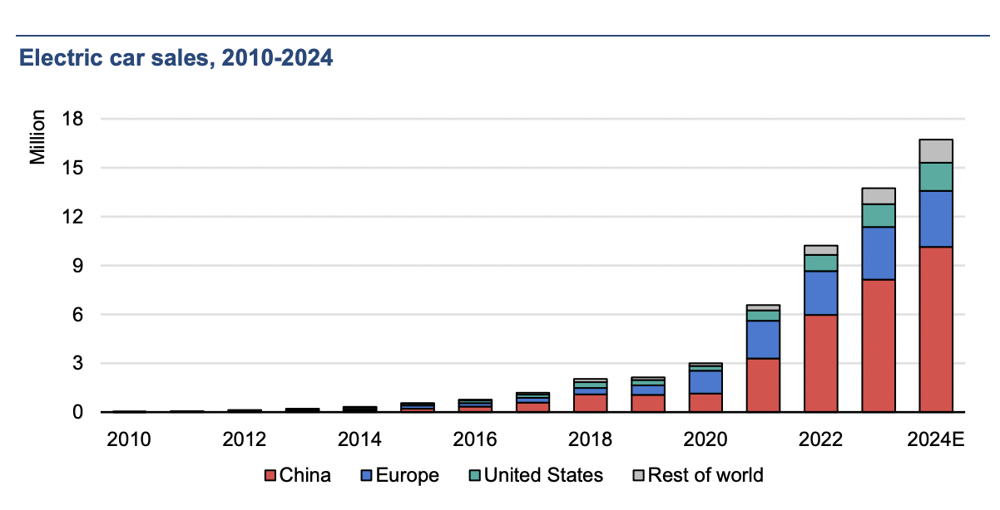 Electric car sales, 2010-2024
Million
18
15
12
9
6
3
0
2010 2012 2014 2016 2018 2020 2022 2024E
China Europe United States Rest of world